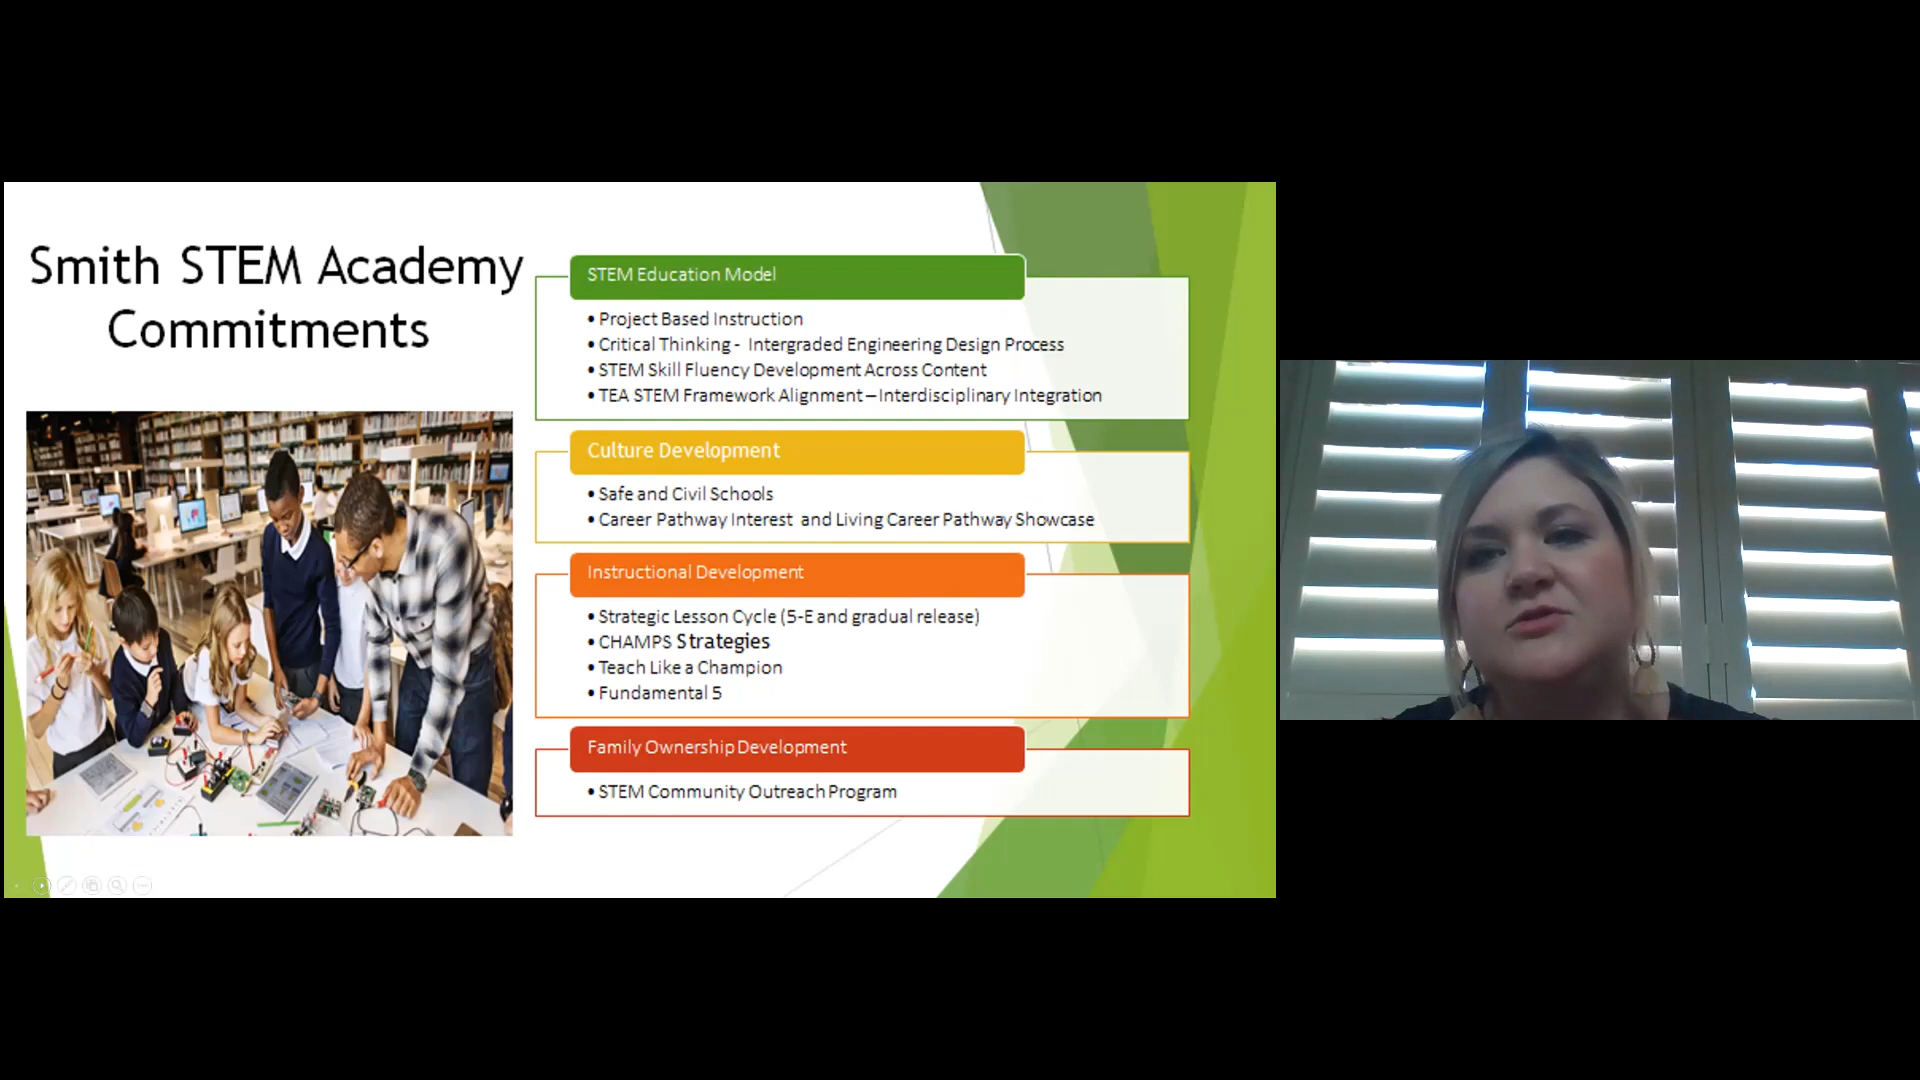 Smith STEM Academy
Commitments
STEM Education Model
• Project Based Instruction
• Critical Thinking - Intergraded Engineering Design Process
• STEM Skill Fluency Development Across Content
• TEA STEM Framework Alignment – Interdisciplinary Integration
Culture Development
• Safe and Civil Schools
• Career Pathway Interest and Living Career Pathway Showcase
Instructional Development
• Strategic Lesson Cycle (5-E and gradual release)
• CHAMPS Strategies
• Teach Like a Champion
• Fundamental 5
Family Ownership Development
• STEM Community Outreach Program